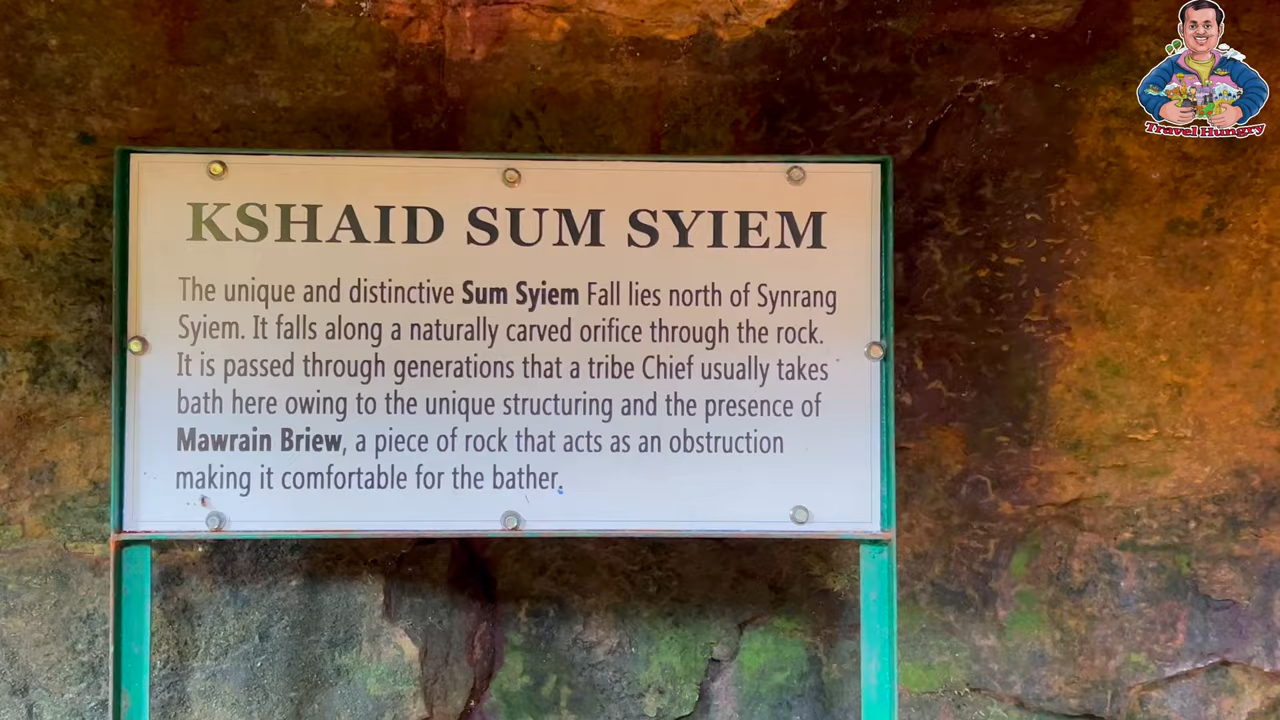 Travel Hungry
KSHAID SUM SYIEM
The unique and distinctive Sum Syiem Fall lies north of Synrang
Syiem. It falls along a naturally carved orifice through the rock.
It is passed through generations that a tribe Chief usually takes
bath here owing to the unique structuring and the presence of
Mawrain Briew, a piece of rock that acts as an obstruction
making it comfortable for the bather.